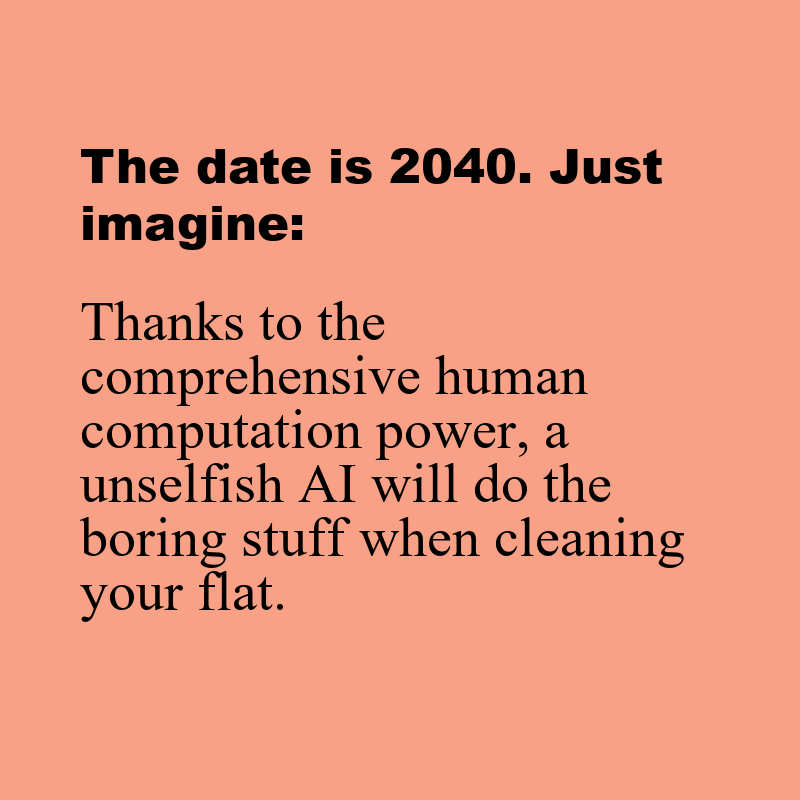 The date is 2040. Just
imagine:
Thanks to the
comprehensive human
computation power, a
unselfish AI will do the
boring stuff when cleaning
your flat.